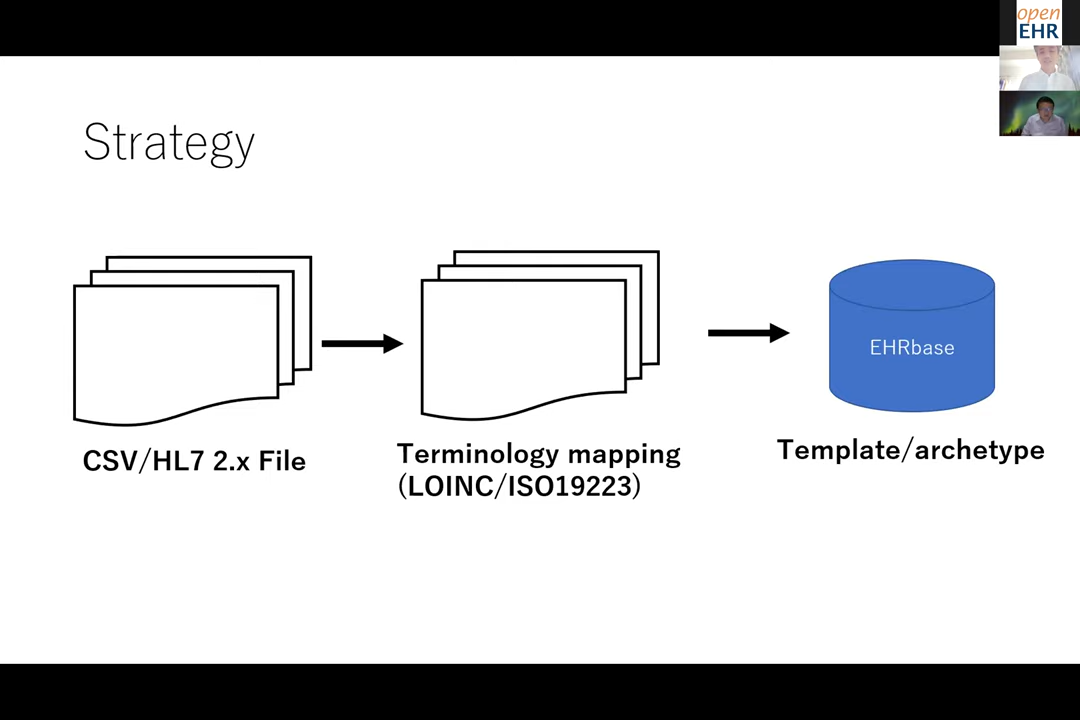 open
EHR
Strategy
EHRbase
CSV/HL7 2.x File
Terminology mapping
(LOINC/ISO19223)
Template/archetype